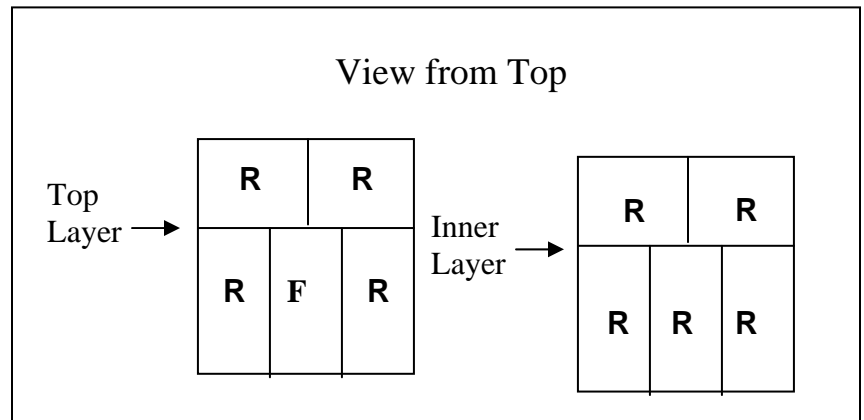 View from Top
Top
Layer
R R
R F R
Inner
Layer
R R
R R R